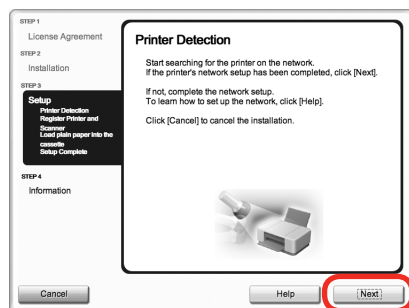 STEP 1
License Agreement
STEP 2
Installation
STEP 3
Setup
Printer Detection
Register Printer and
Scanner
Load plain paper into the
cassette
Setup Complete
STEP 4
Information
Printer Detection
Start searching for the printer on the network.
If the printer's network setup has been completed, click [Next].
If not, complete the network setup.
To learn how to set up the network, click [Help].
Click [Cancel] to cancel the installation.
Cancel
Help
Next